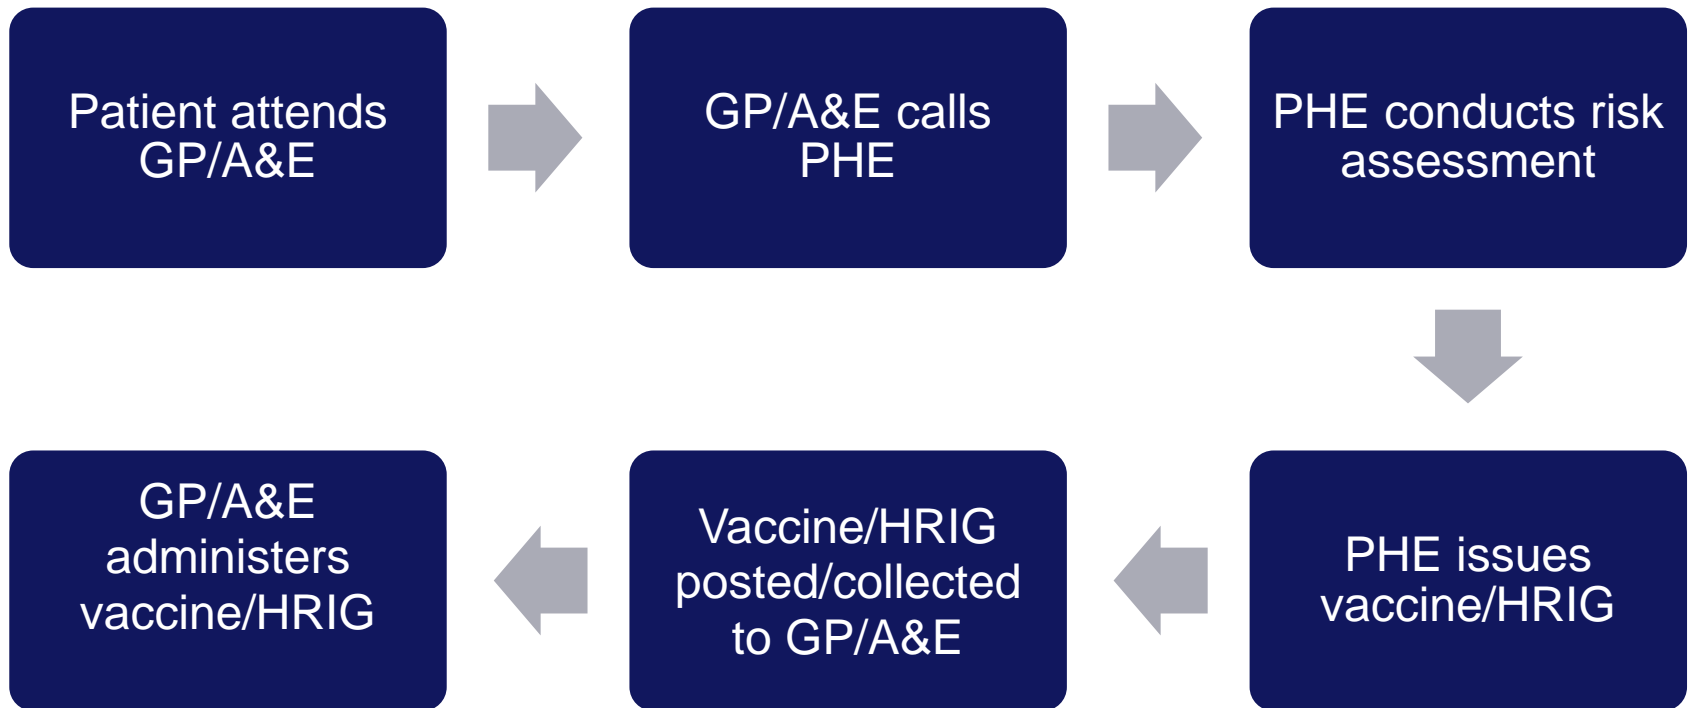 Patient attends
GP/A&E
GP/A&E calls
PHE
PHE conducts risk
assessment
PHE issues
vaccine/HRIG
Vaccine/HRIG
posted/collected
to GP/A&E
GP/A&E
administers
vaccine/HRIG